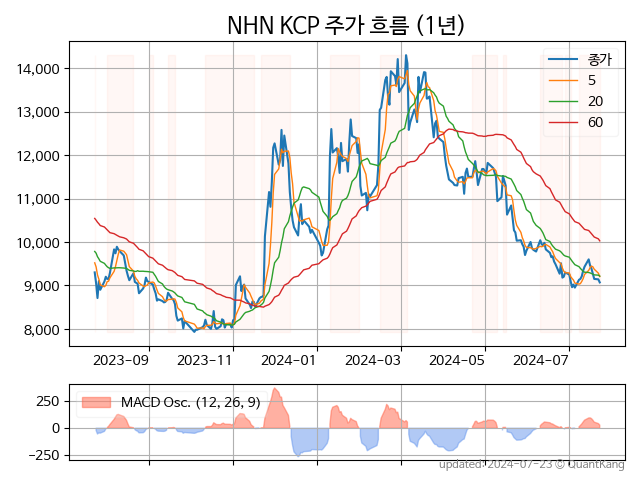 NHN KCP 주가 흐름 (1년)
종가
5
20
60
14,000
13,000
12,000
11,000
10,000
9,000
8,000
2023−09 2023−11 2024−01 2024−03 2024−05 2024−07
MACD Osc. (12, 26, 9)
250
0
−250
updated: 2024−07−23 © QuantKang